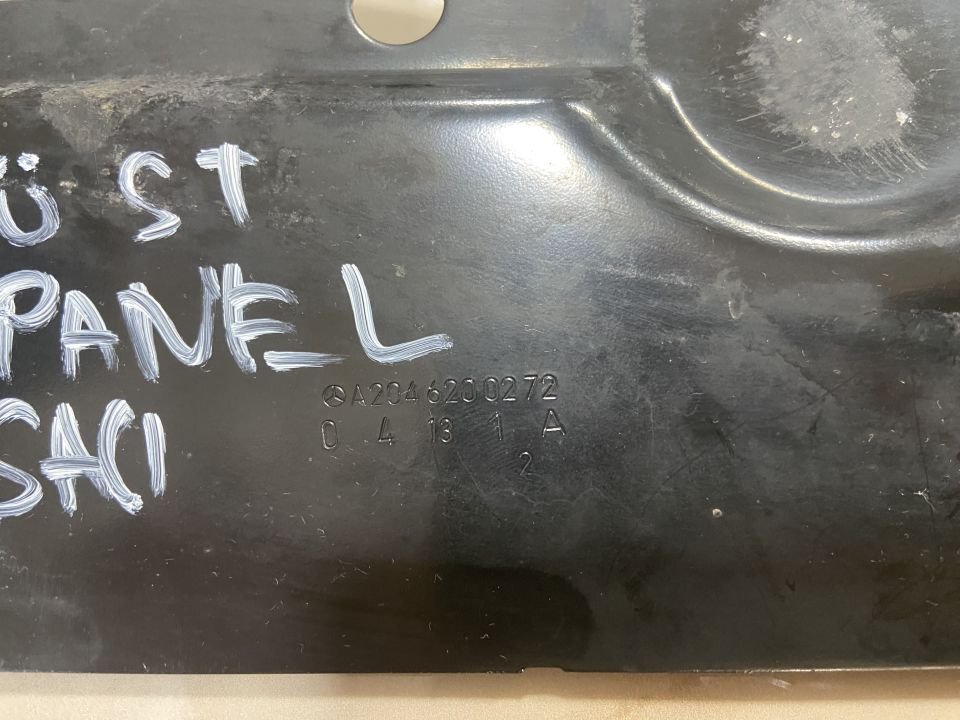 ÜST
PANEL
SACI
A2046200272
0 4 13 1 A
2